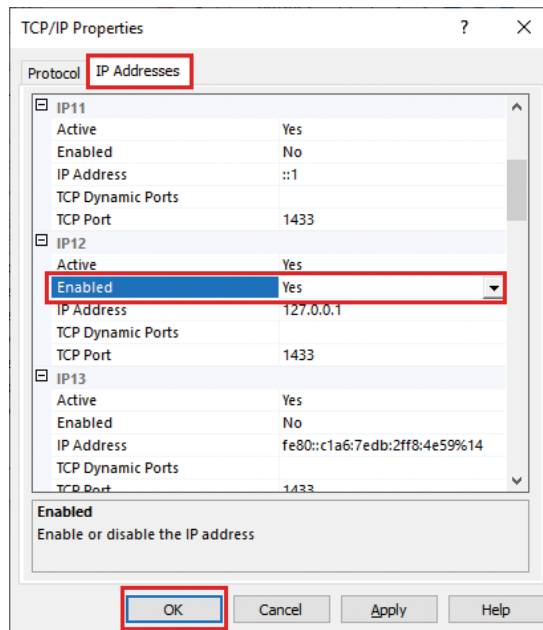 TCP/IP Properties ? ×
Protocol IP Addresses
IP11
Active Yes
Enabled No
IP Address ::1
TCP Dynamic Ports
TCP Port 1433
IP12
Active Yes
Enabled Yes
IP Address 127.0.0.1
TCP Dynamic Ports
TCP Port 1433
IP13
Active Yes
Enabled No
IP Address fe80::c1a6:7edb:2ff8:4e59%14
TCP Dynamic Ports
TCP Port 1433
Enabled
Enable or disable the IP address
OK Cancel Apply Help